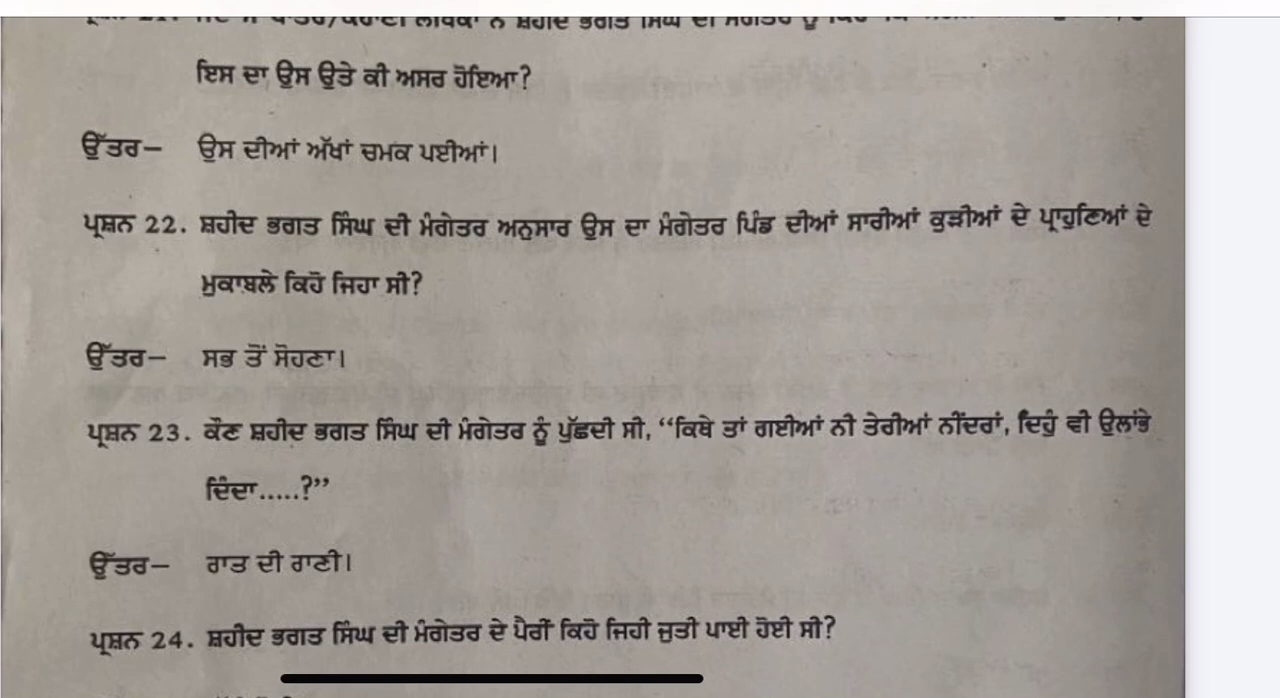 ਸ਼ਹੀਦ ਭਗਤ ਸਿੰਘ ਦੀ
ਇਸ ਦਾ ਉਸ ਉਤੇ ਕੀ ਅਸਰ ਹੋਇਆ?
ਉੱਤਰ– ਉਸ ਦੀਆਂ ਅੱਖਾਂ ਚਮਕ ਪਈਆਂ।
ਪ੍ਰਸ਼ਨ 22. ਸ਼ਹੀਦ ਭਗਤ ਸਿੰਘ ਦੀ ਮੰਗੇਤਰ ਅਨੁਸਾਰ ਉਸ ਦਾ ਮੰਗੇਤਰ ਪਿੰਡ ਦੀਆਂ ਸਾਰੀਆਂ ਕੁੜੀਆਂ ਦੇ ਪ੍ਰਾਹੁਣਿਆਂ ਦੇ
ਮੁਕਾਬਲੇ ਕਿਹੋ ਜਿਹਾ ਸੀ?
ਉੱਤਰ– ਸਭ ਤੋਂ ਸੋਹਣਾ।
ਪ੍ਰਸ਼ਨ 23. ਕੌਣ ਸ਼ਹੀਦ ਭਗਤ ਸਿੰਘ ਦੀ ਮੰਗੇਤਰ ਨੂੰ ਪੁੱਛਦੀ ਸੀ, “ਕਿਥੇ ਤਾਂ ਗਈਆਂ ਨੀ ਤੇਰੀਆਂ ਨੀਂਦਰਾਂ, ਦਿਹੁੰ ਵੀ ਉਲਾਂਭੇ
ਦਿੰਦਾ.....?”
ਉੱਤਰ– ਰਾਤ ਦੀ ਰਾਣੀ।
ਪ੍ਰਸ਼ਨ 24. ਸ਼ਹੀਦ ਭਗਤ ਸਿੰਘ ਦੀ ਮੰਗੇਤਰ ਦੇ ਪੈਰੀਂ ਕਿਹੋ ਜਿਹੀ ਜੁਤੀ ਪਾਈ ਹੋਈ ਸੀ?